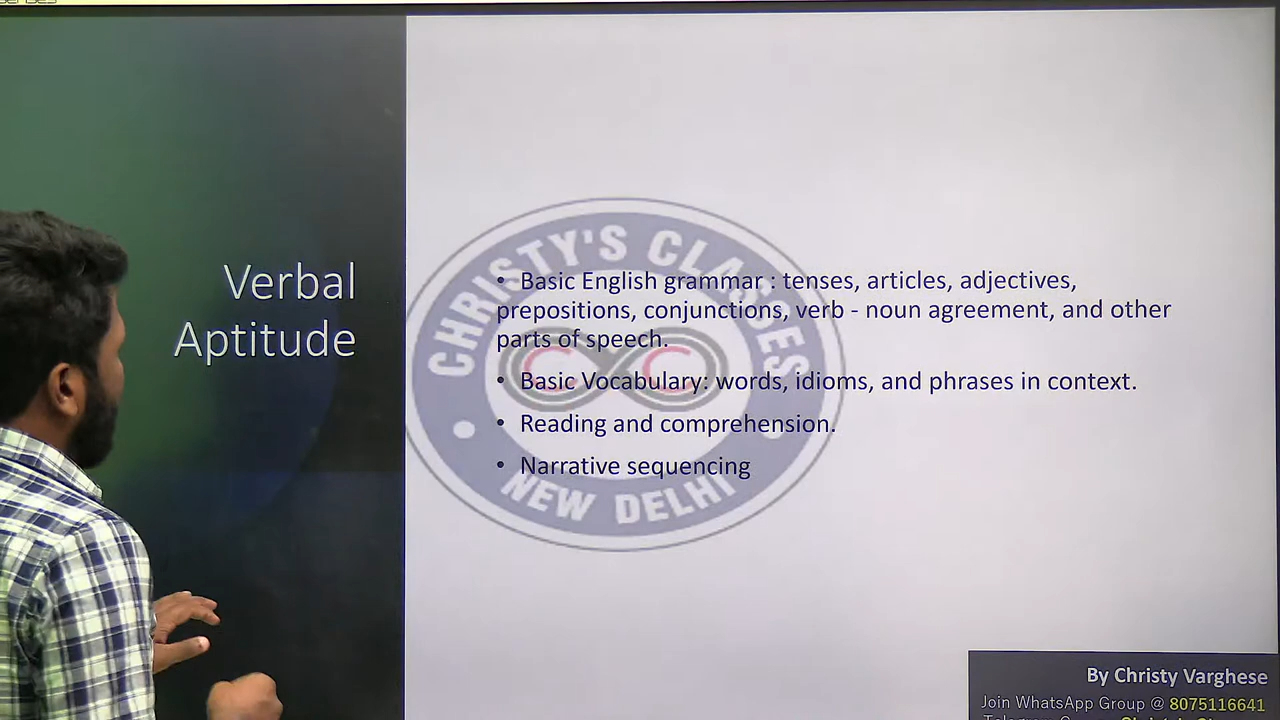 Verbal
Aptitude
CHRISTY'S CLASSES
• Basic English grammar : tenses, articles, adjectives,
prepositions, conjunctions, verb - noun agreement, and other
parts of speech.
• Basic Vocabulary: words, idioms, and phrases in context.
• Reading and comprehension.
• Narrative sequencing
NEW DELHI
By Christy Varghese
Join WhatsApp Group @ 8075116641